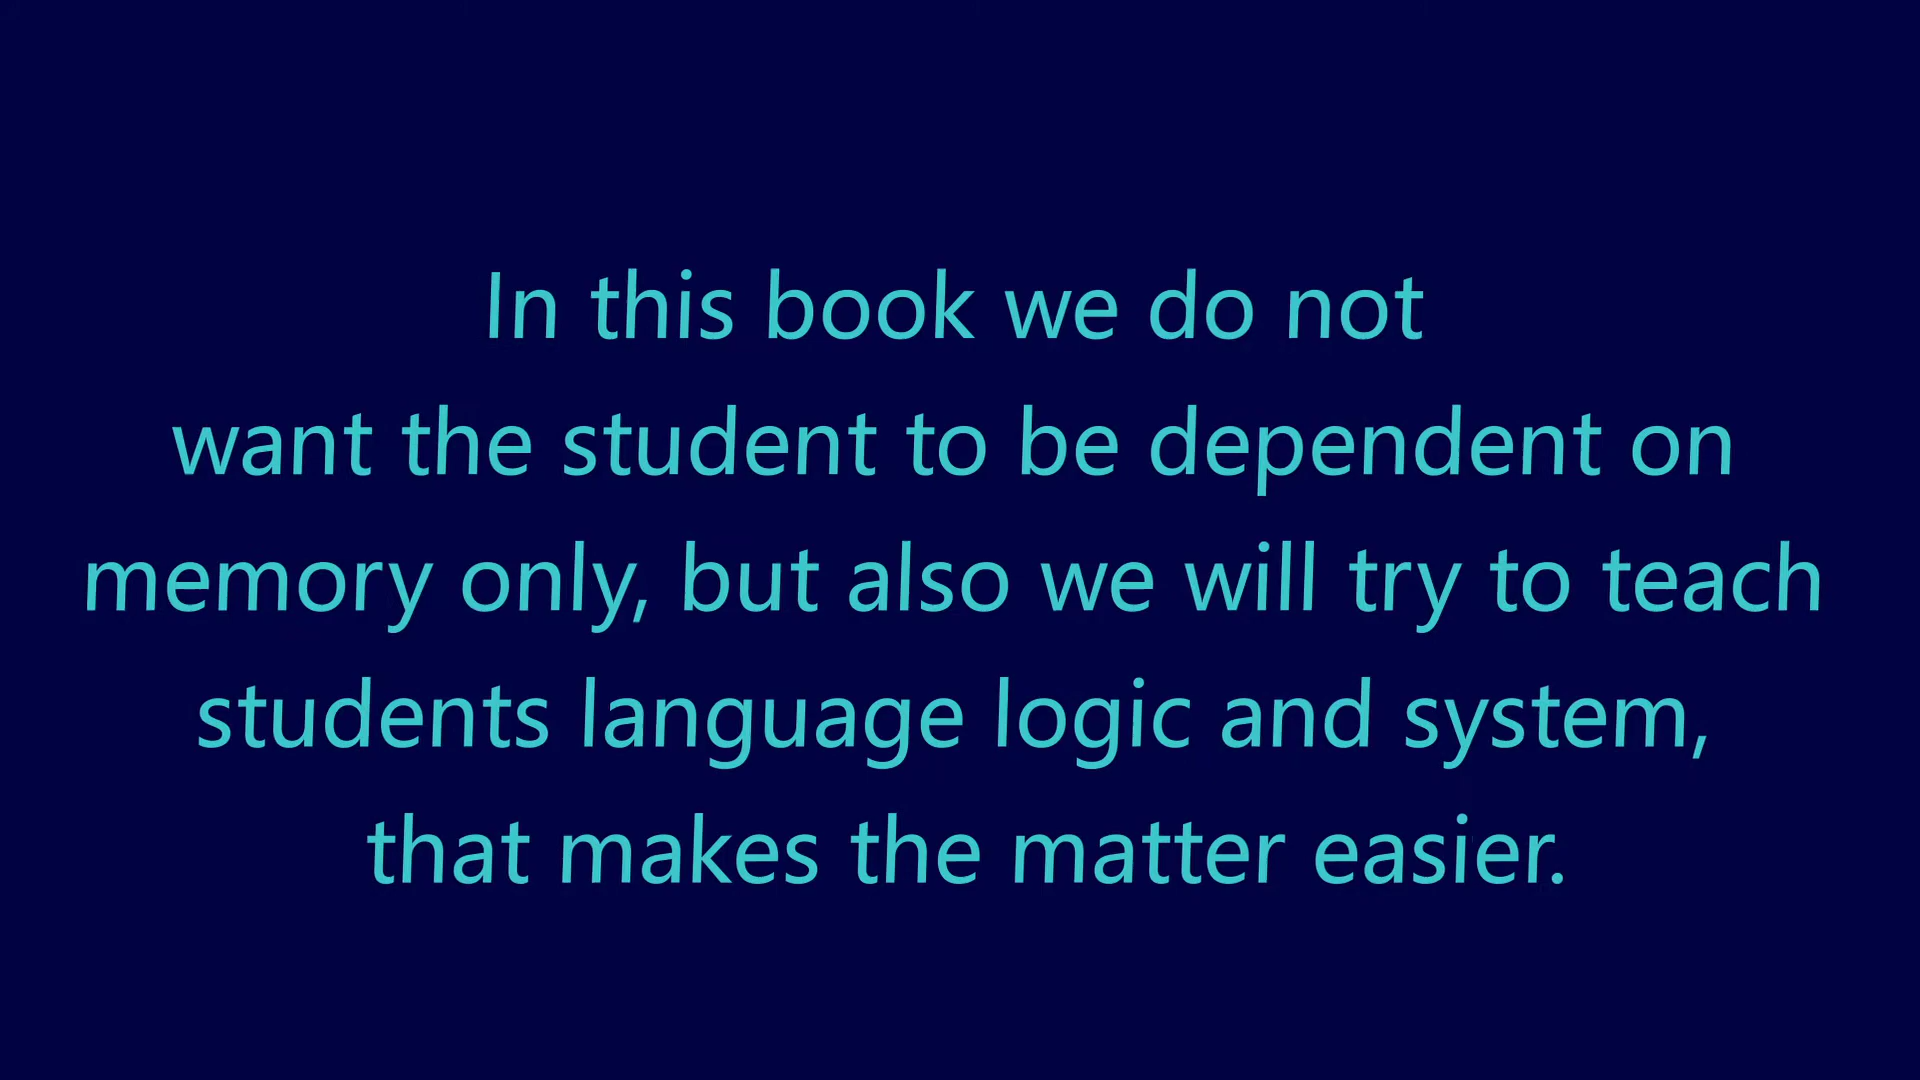 In this book we do not
want the student to be dependent on
memory only, but also we will try to teach
students language logic and system,
that makes the matter easier.